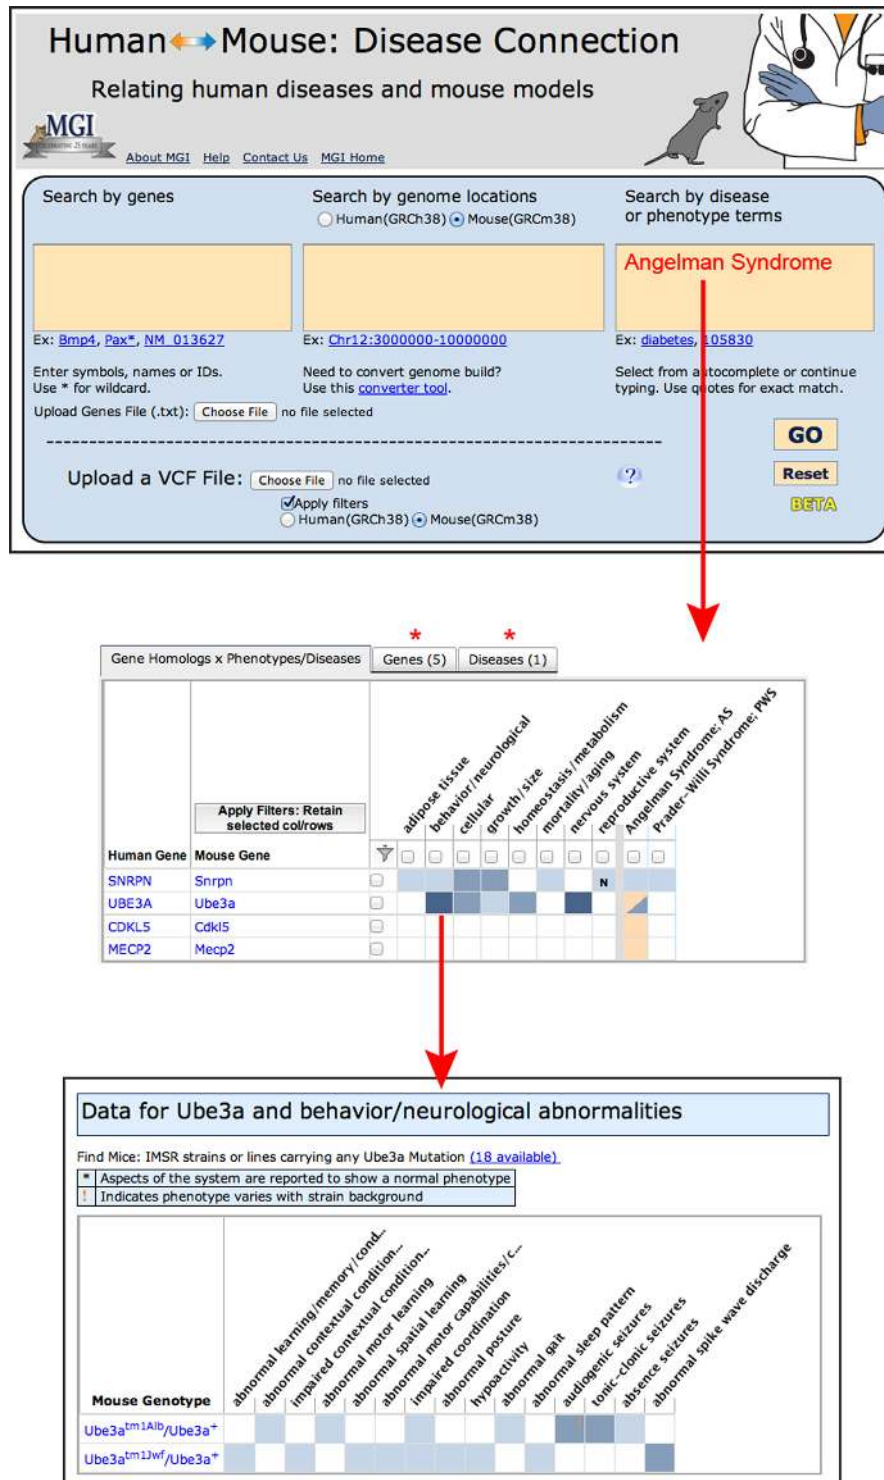 Human Mouse: Disease Connection
Relating human diseases and mouse models
MGI
CELEBRATING 25 YEARS
About MGI Help Contact Us MGI Home
Search by genes
Search by genome locations
Human(GRCh38) Mouse(GRCm38)
Search by disease
or phenotype terms
Angelman Syndrome
Ex: Bmp4, Pax*, NM_013627
Ex: Chr12:3000000-10000000
Ex: diabetes, 105830
Enter symbols, names or IDs.
Use * for wildcard.
Need to convert genome build?
Use this converter tool.
Select from autocomplete or continue
typing. Use quotes for exact match.
Upload Genes File (.txt): Choose File no file selected
GO
Upload a VCF File: Choose File no file selected
?
Reset
Apply filters
Human(GRCh38) Mouse(GRCm38)
BETA
* *
Gene Homologs x Phenotypes/Diseases Genes (5) Diseases (1)
adipose tissue
behavior/neurological
cellular
growth/size
homeostasis/metabolism
mortality/aging
nervous system
reproductive system
Angelman Syndrome; AS
Prader-Willi Syndrome; PWS
Apply Filters: Retain
selected col/rows
Human Gene Mouse Gene
SNRPN Snrpn N
UBE3A Ube3a
CDKL5 Cdkl5
MECP2 Mecp2
Data for Ube3a and behavior/neurological abnormalities
Find Mice: IMSR strains or lines carrying any Ube3a Mutation (18 available)
* Aspects of the system are reported to show a normal phenotype
! Indicates phenotype varies with strain background
abnormal learning/memory/cond...
abnormal contextual condition...
impaired contextual condition...
abnormal motor learning
abnormal spatial learning
abnormal motor capabilities/c...
impaired coordination
abnormal posture
hypoactivity
abnormal gait
abnormal sleep pattern
audiogenic seizures
tonic-clonic seizures
absence seizures
abnormal spike wave discharge
Mouse Genotype
Ube3atm1Alb/Ube3a+
Ube3atm1Jwf/Ube3a+